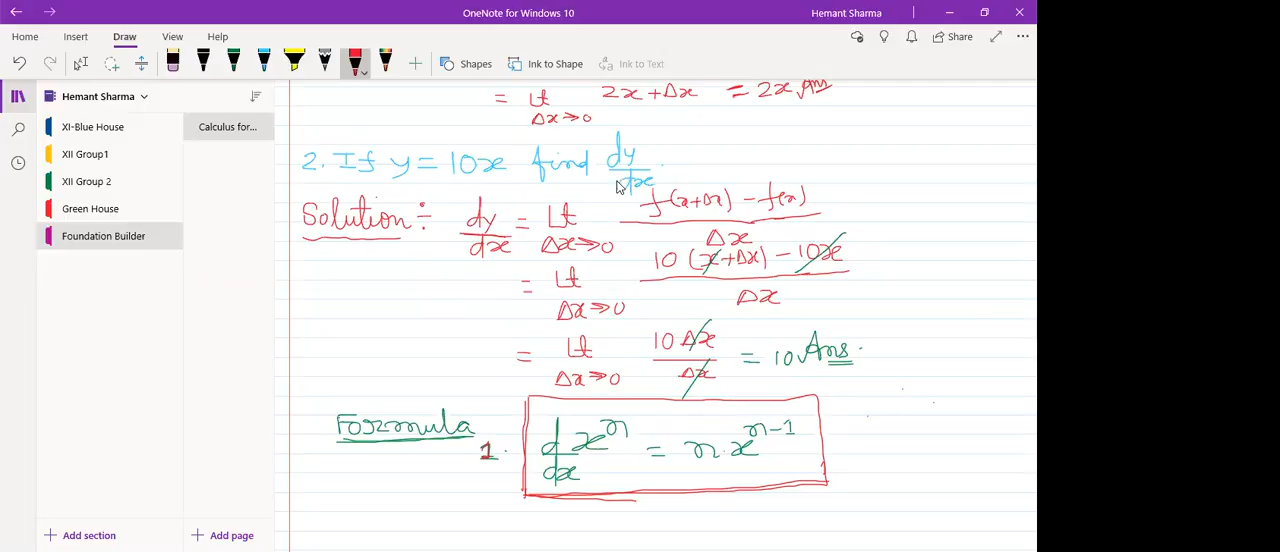 OneNote for Windows 10
Hemant Sharma
Home Insert Draw View Help
Share
Shapes
Ink to Shape
Ink to Text
Hemant Sharma
XI-Blue House
XII Group1
XII Group 2
Green House
Foundation Builder
Calculus for...
Add section
Add page
= Lt 2x+Δx = 2x Ans
Δx→0
2. If y = 10x find dy/dx.
Solution :- dy/dx = Lt f(x+Δx) – f(x)
Δx→0 Δx
= Lt 10 (x+Δx) – 10x
Δx→0 Δx
= Lt 10 Δx = 10 Ans.
Δx→0 Δx
Formula
1. d/dx xⁿ = n·xⁿ⁻¹